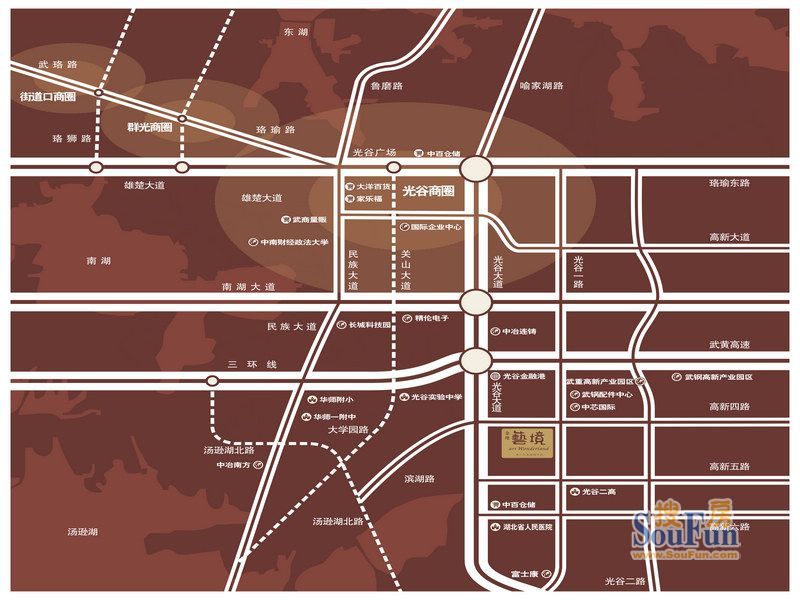 东湖
武珞路
鲁磨路
喻家湖路
街道口商圈
群光商圈
珞瑜路
珞狮路
光谷广场
中百仓储
雄楚大道
大洋百货
光谷商圈
珞瑜东路
雄楚大道
家乐福
武商量贩
国际企业中心
中南财经政法大学
高新大道
南湖
民族大道
关山大道
光谷大道
光谷一路
南湖大道
民族大道
长城科技园
精伦电子
中冶连铸
武黄高速
三环线
光谷金融港
武重高新产业园区
武钢高新产业园区
华师附小
光谷实验中学
光谷大道
武锅配件中心
中芯国际
高新四路
华师一附中
大学园路
藝境
art Wonderland
汤逊湖北路
中冶南方
高新五路
滨湖路
光谷二高
中百仓储
汤逊湖
汤逊湖北路
湖北省人民医院
高新六路
搜房
SouFun
www.SouFun.com
富士康
光谷二路